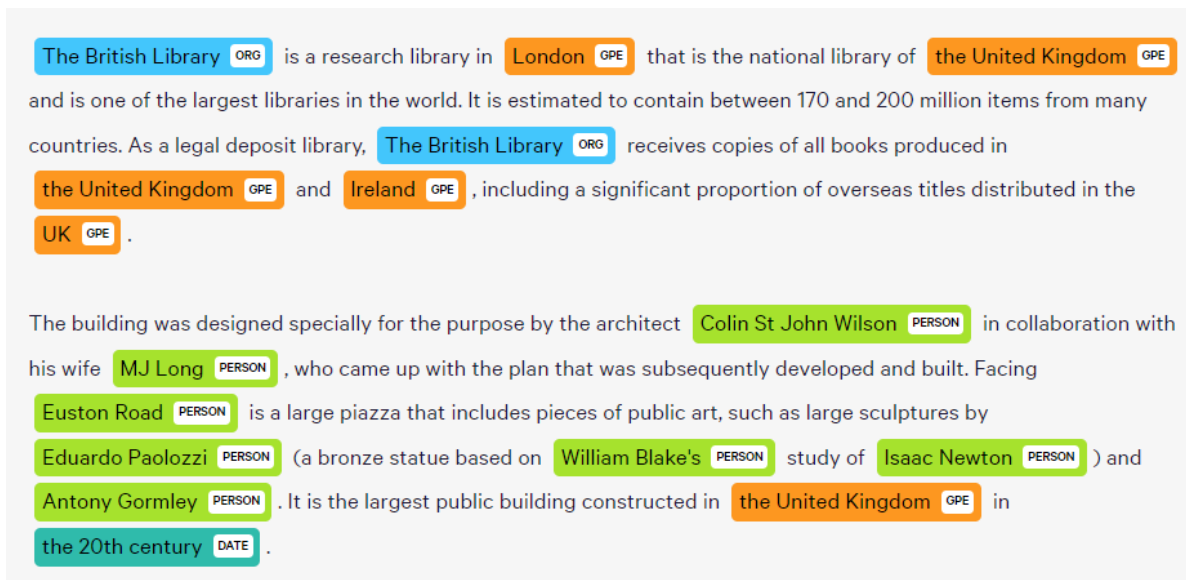 The British Library ORG is a research library in London GPE that is the national library of the United Kingdom GPE
and is one of the largest libraries in the world. It is estimated to contain between 170 and 200 million items from many
countries. As a legal deposit library, The British Library ORG receives copies of all books produced in
the United Kingdom GPE and Ireland GPE , including a significant proportion of overseas titles distributed in the
UK GPE .
The building was designed specially for the purpose by the architect Colin St John Wilson PERSON in collaboration with
his wife MJ Long PERSON , who came up with the plan that was subsequently developed and built. Facing
Euston Road PERSON is a large piazza that includes pieces of public art, such as large sculptures by
Eduardo Paolozzi PERSON (a bronze statue based on William Blake's PERSON study of Isaac Newton PERSON ) and
Antony Gormley PERSON . It is the largest public building constructed in the United Kingdom GPE in
the 20th century DATE .